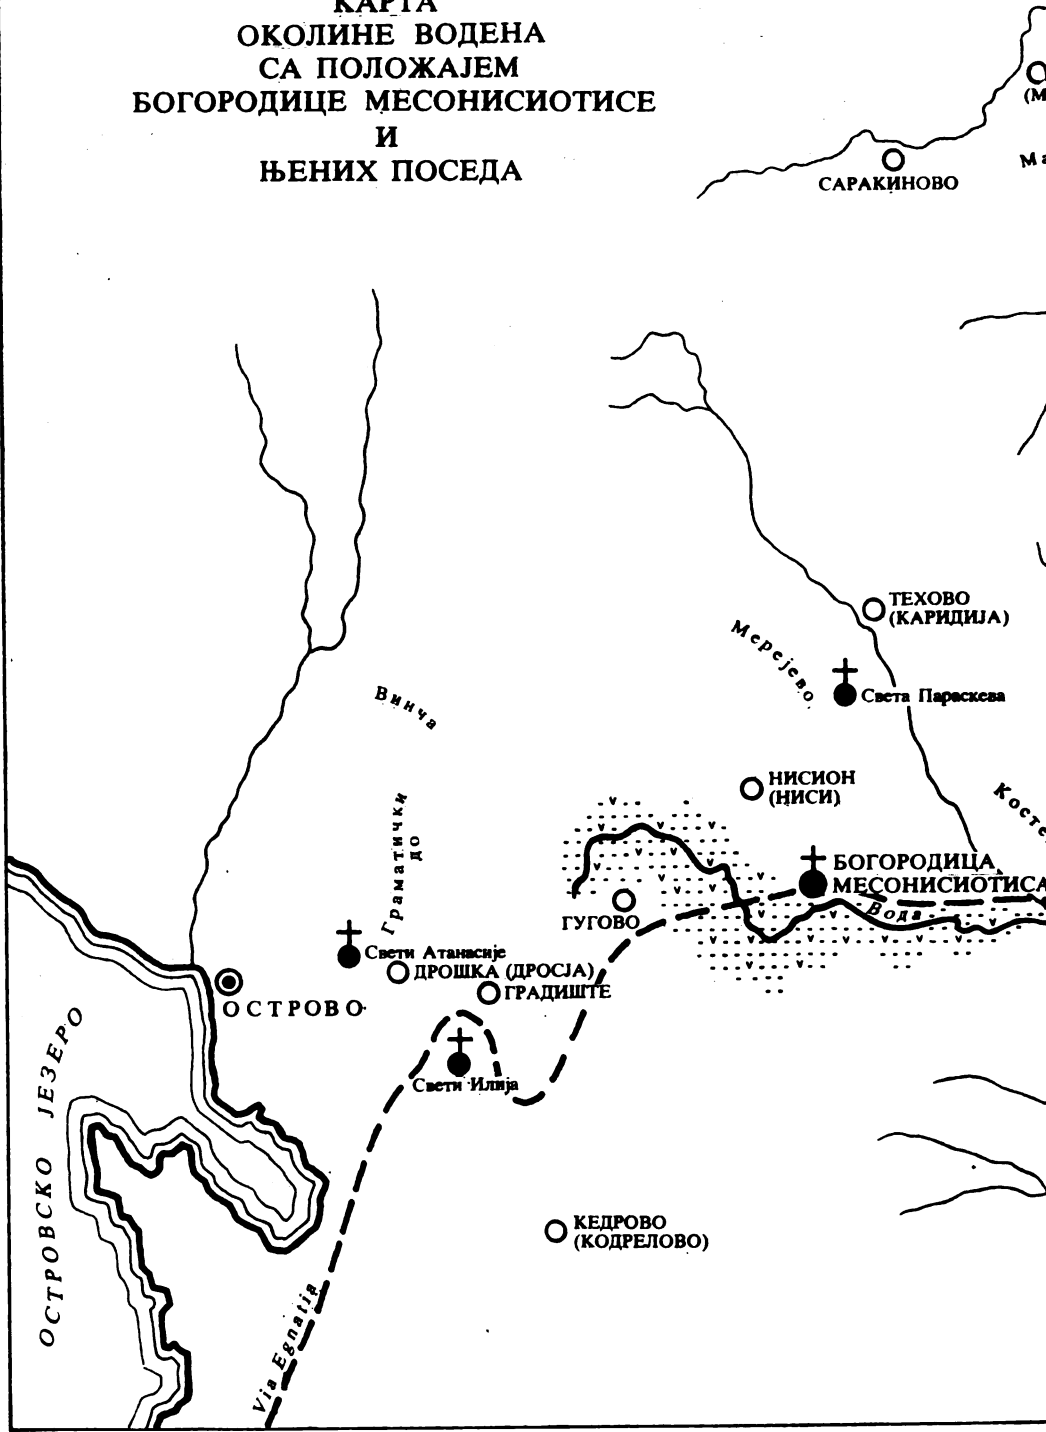 КАРТА
ОКОЛИНЕ ВОДЕНА
СА ПОЛОЖАЈЕМ
БОГОРОДИЦЕ МЕСОНИСИОТИСЕ
И
ЊЕНИХ ПОСЕДА
САРАКИНОВО
ТЕХОВО
(КАРИДИЈА)
Мерејево
Света Параскева
Винча
НИСИОН
(НИСИ)
Граматички
до
БОГОРОДИЦА
МЕСОНИСИОТИСА
Вода
ГУГОВО
Свети Атанасије
ДРОШКА (ДРОСЈА)
ГРАДИШТЕ
ОСТРОВО
Свети Илија
ОСТРОВСКО ЈЕЗЕРО
КЕДРОВО
(КОДРЕЛОВО)
Via Egnatia